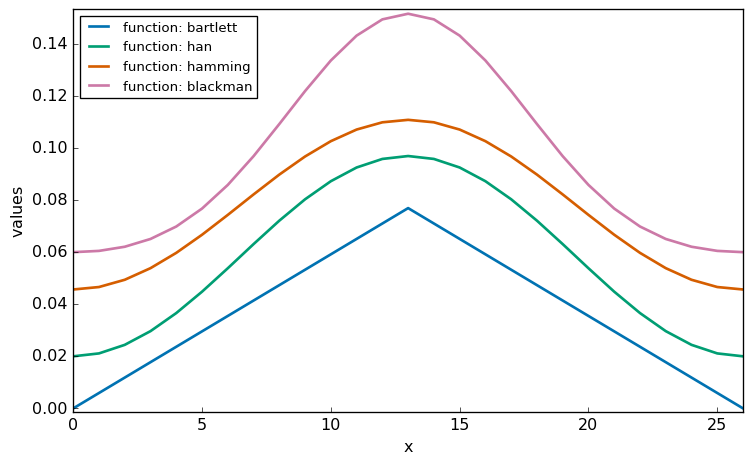 function: bartlett
function: han
function: hamming
function: blackman
0.14
0.12
0.10
0.08
0.06
0.04
0.02
0.00
values
0 5 10 15 20 25
x